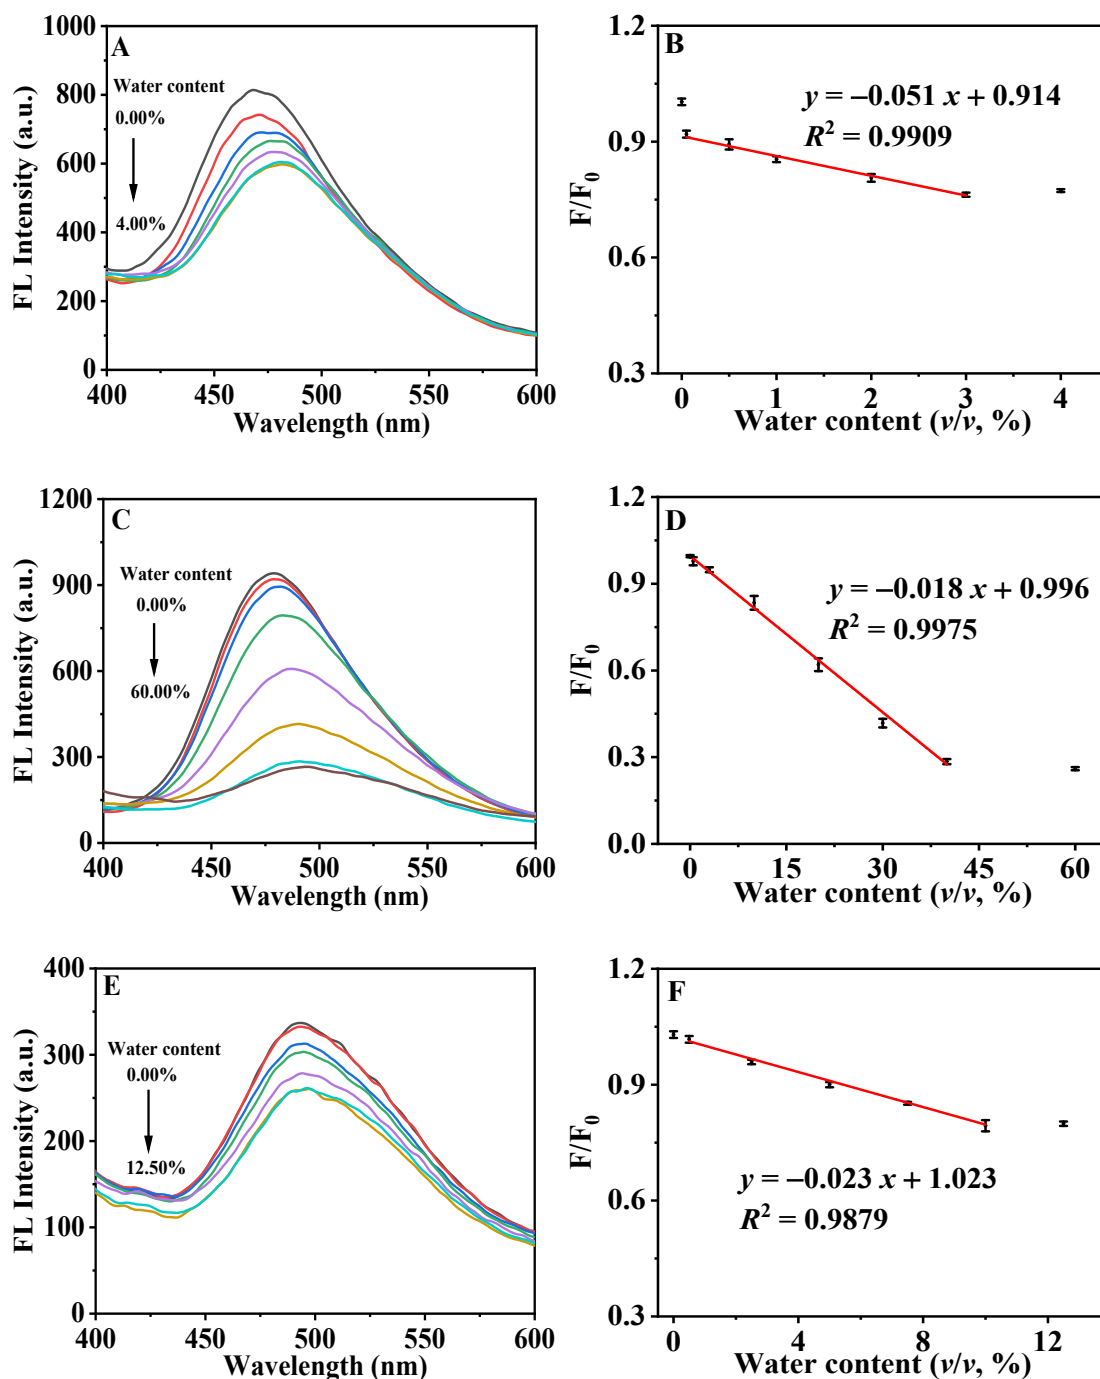 A
Water content
0.00%
4.00%
1000
800
600
400
200
0
400
450
500
550
600
FL Intensity (a.u.)
Wavelength (nm)
B
y = −0.051 x + 0.914
R² = 0.9909
1.2
0.9
0.6
0.3
0
1
2
3
4
F/F₀
Water content (v/v, %)
C
Water content
0.00%
60.00%
1200
900
600
300
0
400
450
500
550
600
FL Intensity (a.u.)
Wavelength (nm)
D
y = −0.018 x + 0.996
R² = 0.9975
1.2
0.9
0.6
0.3
0.0
0
15
30
45
60
F/F₀
Water content (v/v, %)
E
Water content
0.00%
12.50%
400
300
200
100
0
400
450
500
550
600
FL Intensity (a.u.)
Wavelength (nm)
F
y = −0.023 x + 1.023
R² = 0.9879
1.2
0.9
0.6
0.3
0
4
8
12
F/F₀
Water content (v/v, %)